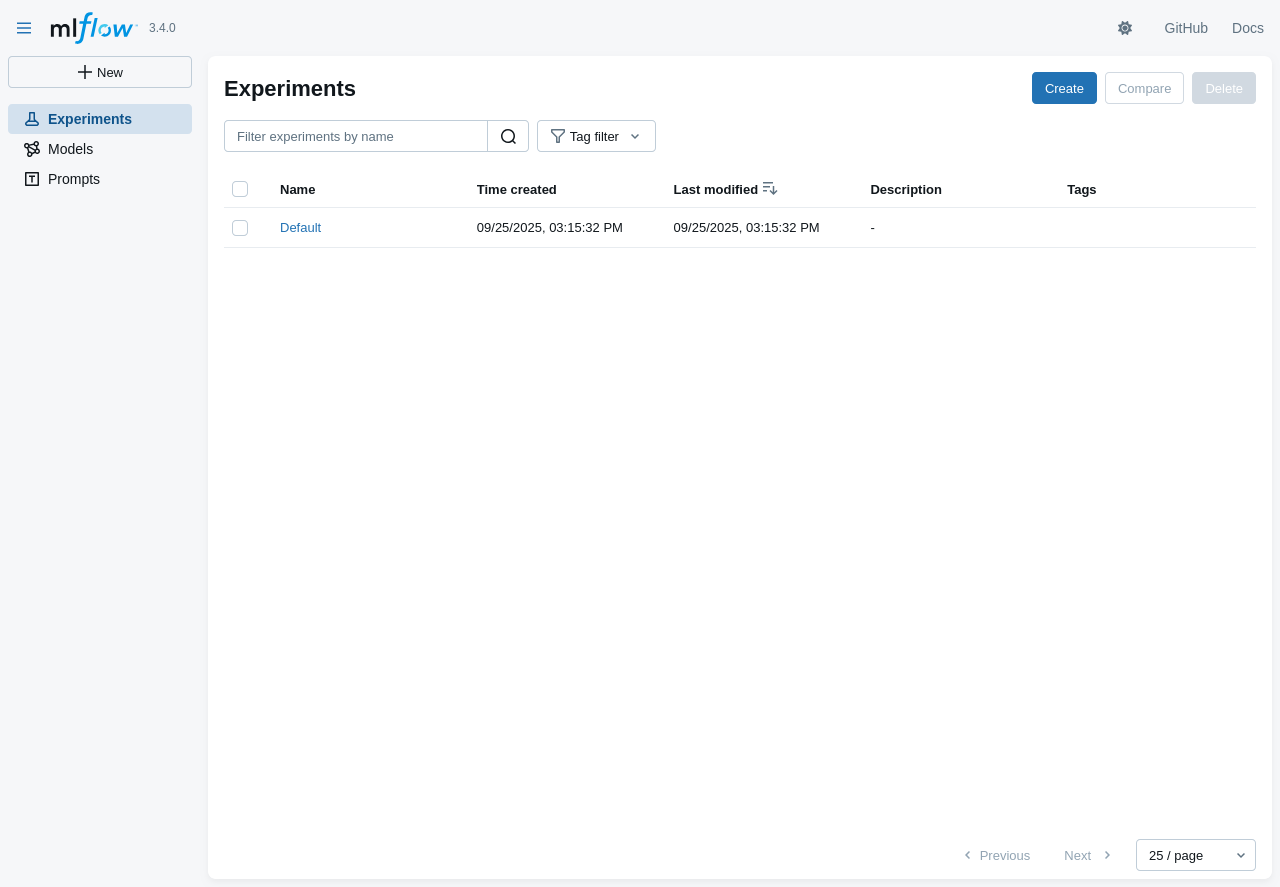 mlflow 3.4.0 GitHub Docs
New
Experiments
Models
Prompts
Experiments
Create Compare Delete
Filter experiments by name Tag filter
Name Time created Last modified Description Tags
Default 09/25/2025, 03:15:32 PM 09/25/2025, 03:15:32 PM -
Previous Next 25 / page